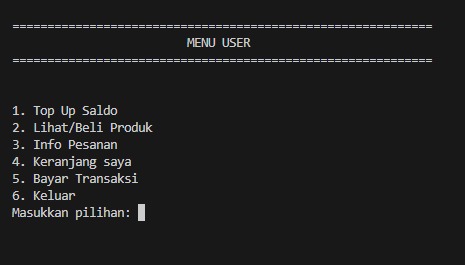 ============================================================
MENU USER
============================================================
1. Top Up Saldo
2. Lihat/Beli Produk
3. Info Pesanan
4. Keranjang saya
5. Bayar Transaksi
6. Keluar
Masukkan pilihan: